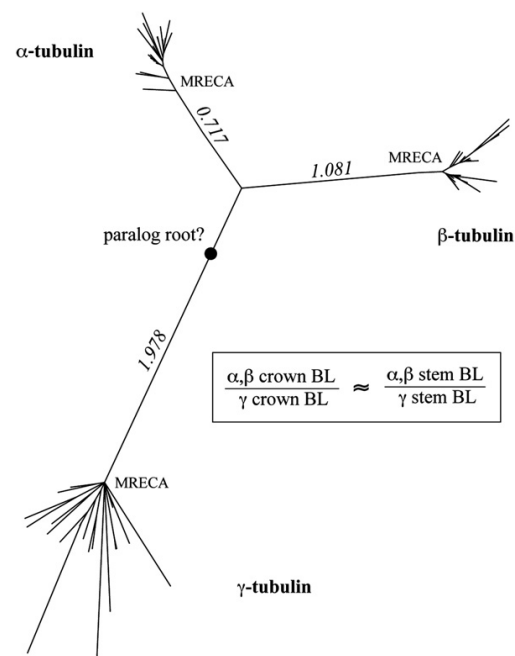 α-tubulin
MRECA
0.717
1.081
MRECA
β-tubulin
paralog root?
1.978
α,β crown BL
γ crown BL
≈
α,β stem BL
γ stem BL
MRECA
γ-tubulin